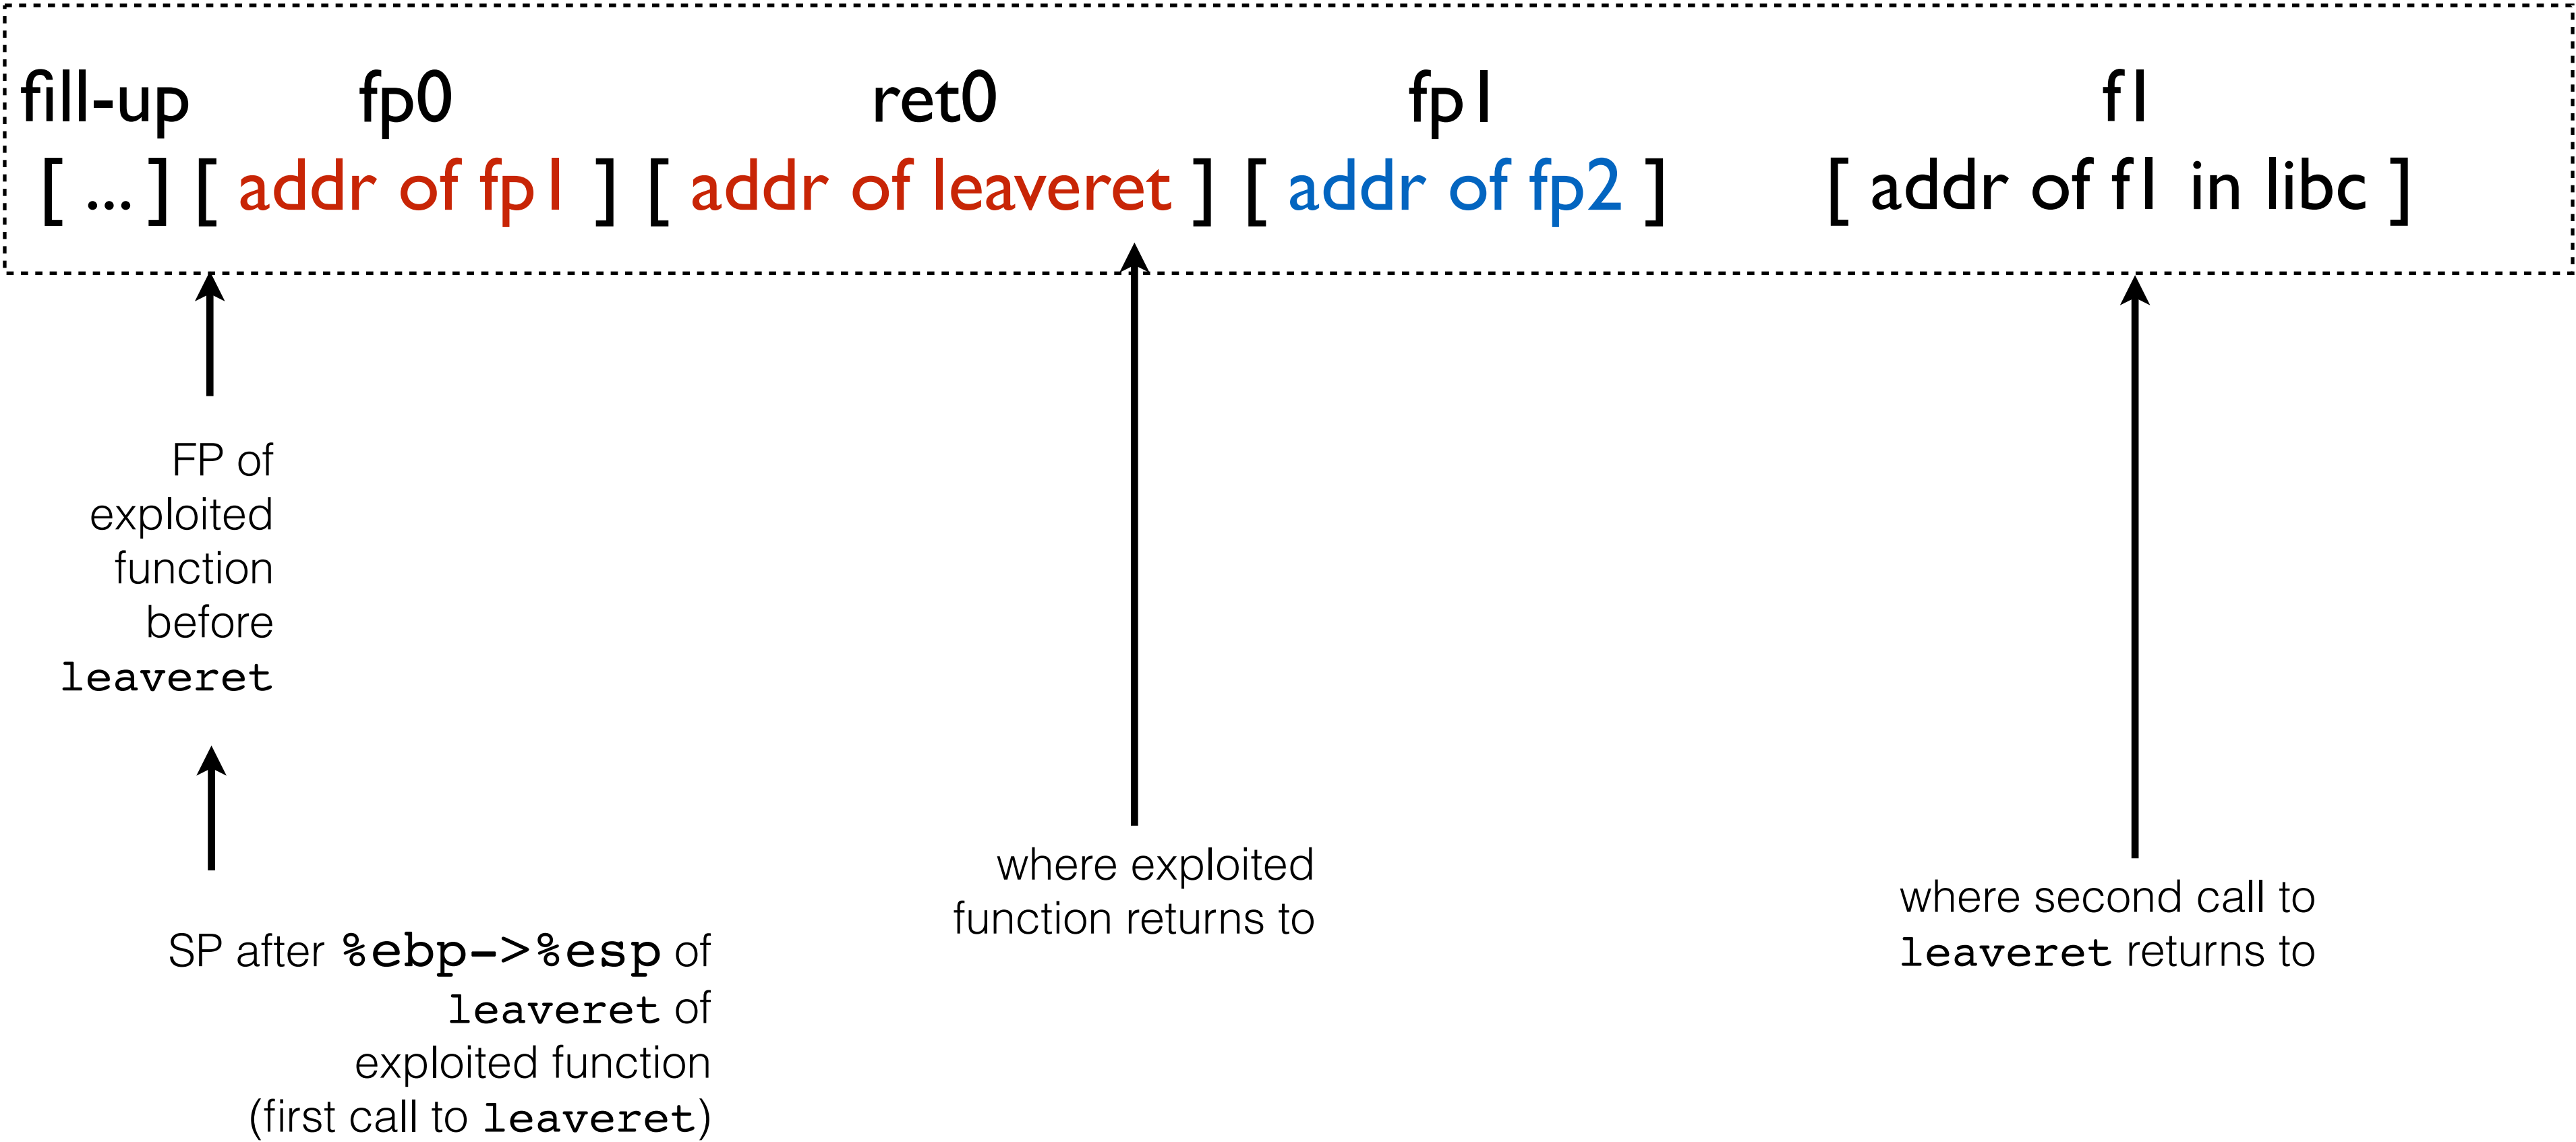 fill-up fp0 ret0 fp1 f1
[ ... ] [ addr of fp1 ] [ addr of leaveret ] [ addr of fp2 ] [ addr of f1 in libc ]
FP of
exploited
function
before
leaveret
SP after %ebp->%esp of
leaveret of
exploited function
(first call to leaveret)
where exploited
function returns to
where second call to
leaveret returns to